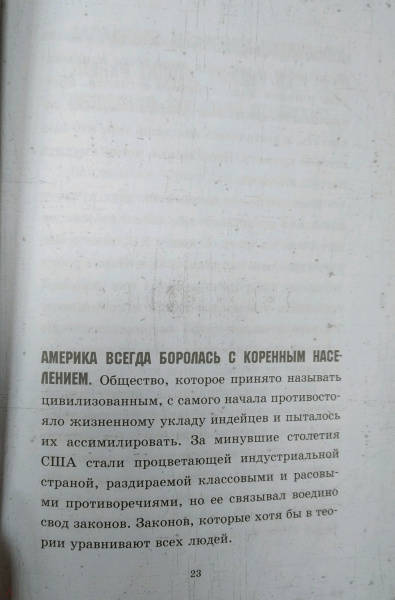 АМЕРИКА ВСЕГДА БОРОЛАСЬ С КОРЕННЫМ НАСЕ-
ЛЕНИЕМ. Общество, которое принято называть
цивилизованным, с самого начала противосто-
яло жизненному укладу индейцев и пыталось
их ассимилировать. За минувшие столетия
США стали процветающей индустриальной
страной, раздираемой классовыми и расовы-
ми противоречиями, но ее связывал воедино
свод законов. Законов, которые хотя бы в тео-
рии уравнивают всех людей.
23